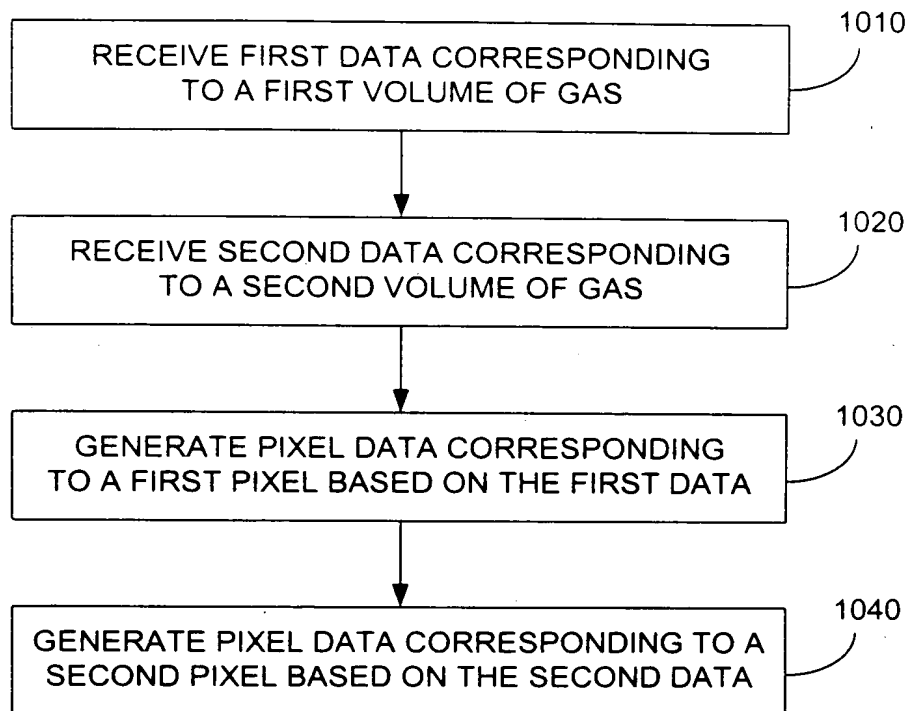 1010
RECEIVE FIRST DATA CORRESPONDING
TO A FIRST VOLUME OF GAS
1020
RECEIVE SECOND DATA CORRESPONDING
TO A SECOND VOLUME OF GAS
1030
GENERATE PIXEL DATA CORRESPONDING
TO A FIRST PIXEL BASED ON THE FIRST DATA
1040
GENERATE PIXEL DATA CORRESPONDING TO A
SECOND PIXEL BASED ON THE SECOND DATA